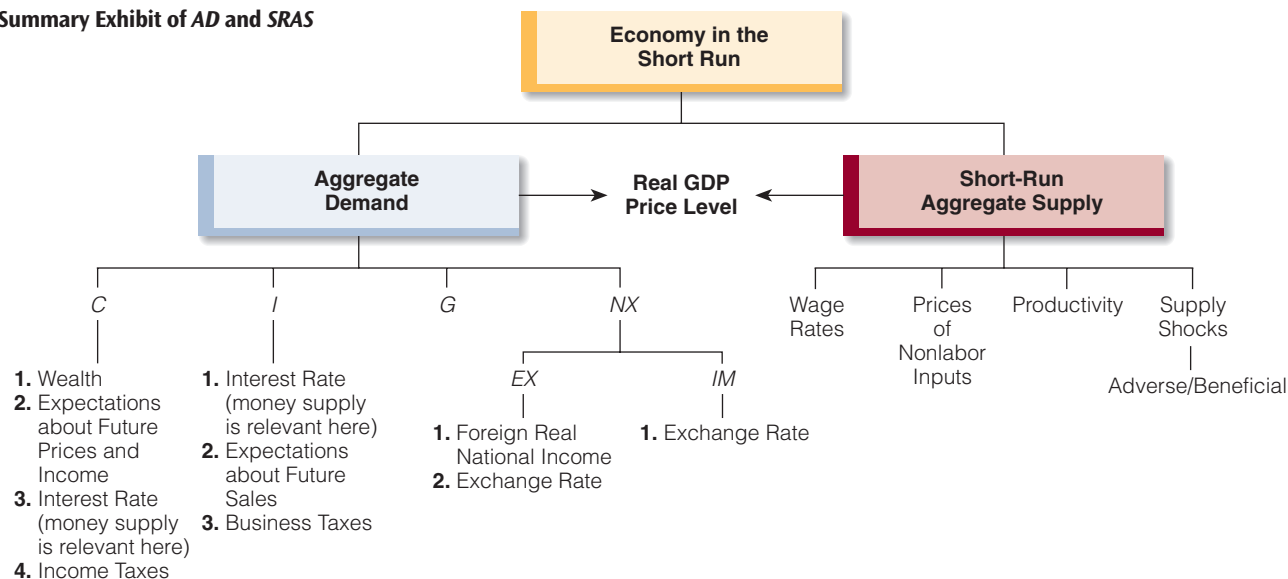 Summary Exhibit of AD and SRAS
Economy in the
Short Run
Aggregate
Demand
Real GDP
Price Level
Short-Run
Aggregate Supply
C
I
G
NX
Wage
Rates
Prices
of
Nonlabor
Inputs
Productivity
Supply
Shocks
Adverse/Beneficial
1. Wealth
2. Expectations
about Future
Prices and
Income
3. Interest Rate
(money supply
is relevant here)
4. Income Taxes
1. Interest Rate
(money supply
is relevant here)
2. Expectations
about Future
Sales
3. Business Taxes
EX
IM
1. Foreign Real
National Income
2. Exchange Rate
1. Exchange Rate